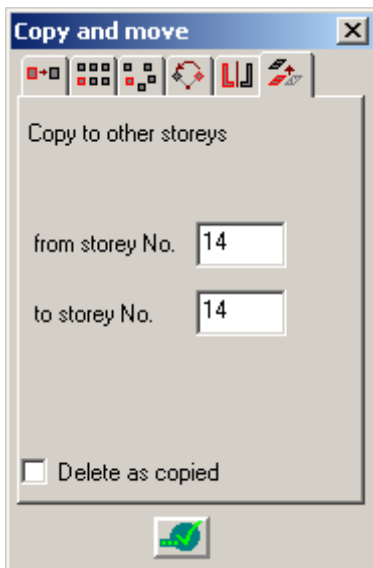 Copy and move
Copy to other storeys
from storey No. 14
to storey No. 14
Delete as copied